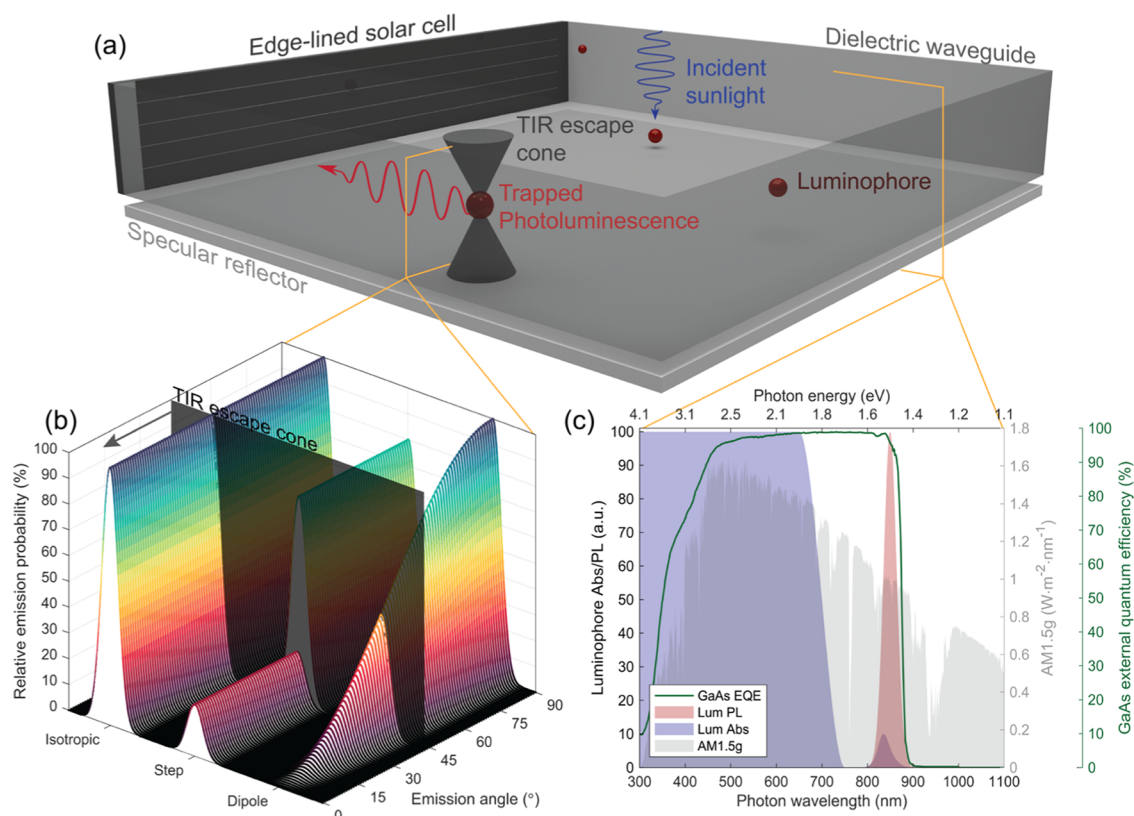 (a)
Edge-lined solar cell
Dielectric waveguide
Incident
sunlight
TIR escape
cone
Trapped
Photoluminescence
Luminophore
Specular reflector
(b)
TIR escape cone
Relative emission probability (%)
100
90
80
70
60
50
40
30
20
10
0
Isotropic
Step
Dipole
0
15
30
45
60
75
90
Emission angle (°)
(c)
Photon energy (eV)
4.1 3.1 2.5 2.1 1.8 1.6 1.4 1.2 1.1
Luminophore Abs/PL (a.u.)
100
90
80
70
60
50
40
30
20
10
0
GaAs EQE
Lum PL
Lum Abs
AM1.5g
300 400 500 600 700 800 900 1000 1100
Photon wavelength (nm)
1.8
1.6
1.4
1.2
1
0.8
0.6
0.4
0.2
0
AM1.5g (W·m⁻²·nm⁻¹)
100
90
80
70
60
50
40
30
20
10
0
GaAs external quantum efficiency (%)